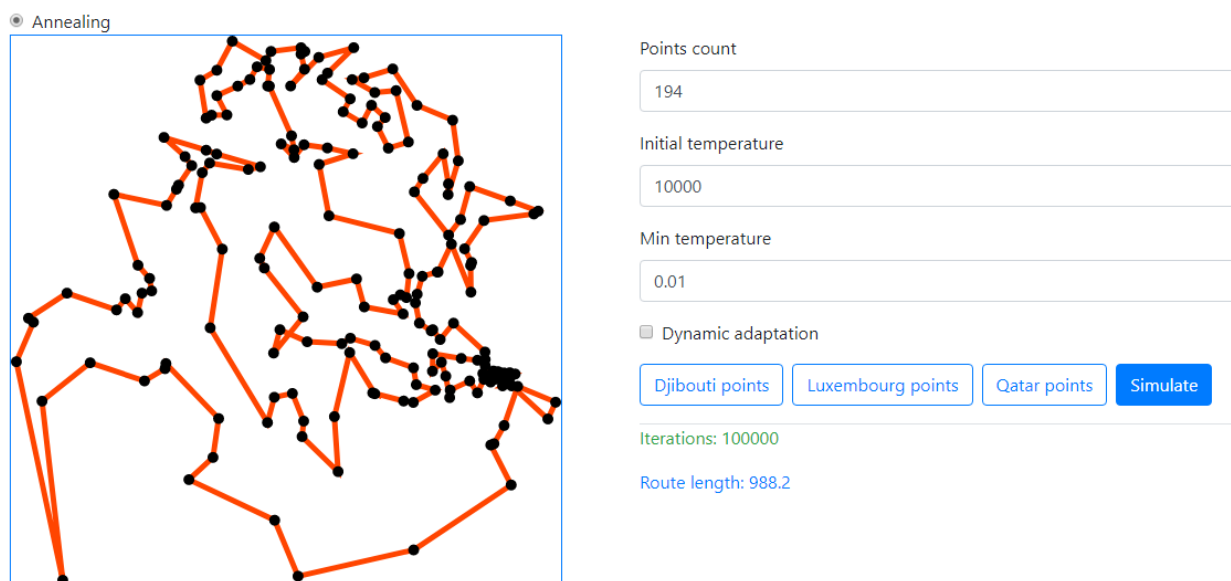 Annealing
Points count
194
Initial temperature
10000
Min temperature
0.01
Dynamic adaptation
Djibouti points Luxembourg points Qatar points Simulate
Iterations: 100000
Route length: 988.2